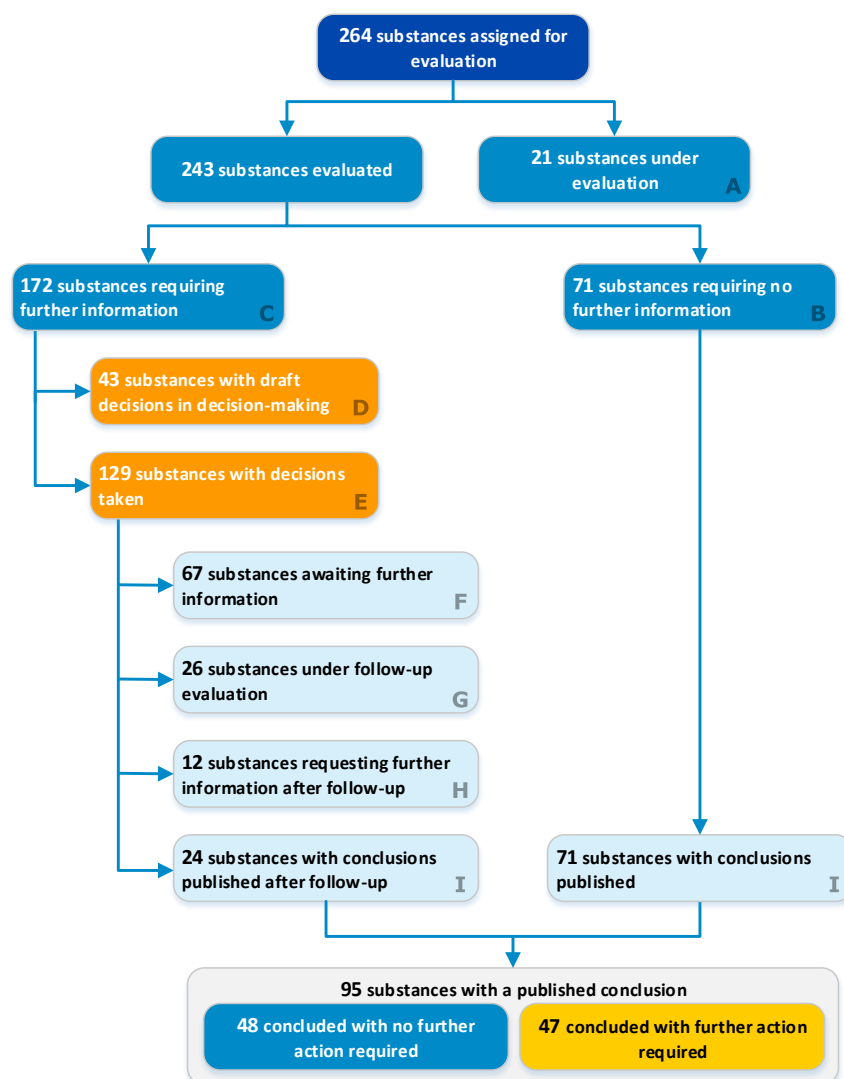 264 substances assigned for
evaluation
243 substances evaluated
21 substances under
evaluation
A
172 substances requiring
further information
C
71 substances requiring no
further information
B
43 substances with draft
decisions in decision-making
D
129 substances with decisions
taken
E
67 substances awaiting further
information
F
26 substances under follow-up
evaluation
G
12 substances requesting further
information after follow-up
H
24 substances with conclusions
published after follow-up
I
71 substances with conclusions
published
I
95 substances with a published conclusion
48 concluded with no further
action required
47 concluded with further action
required